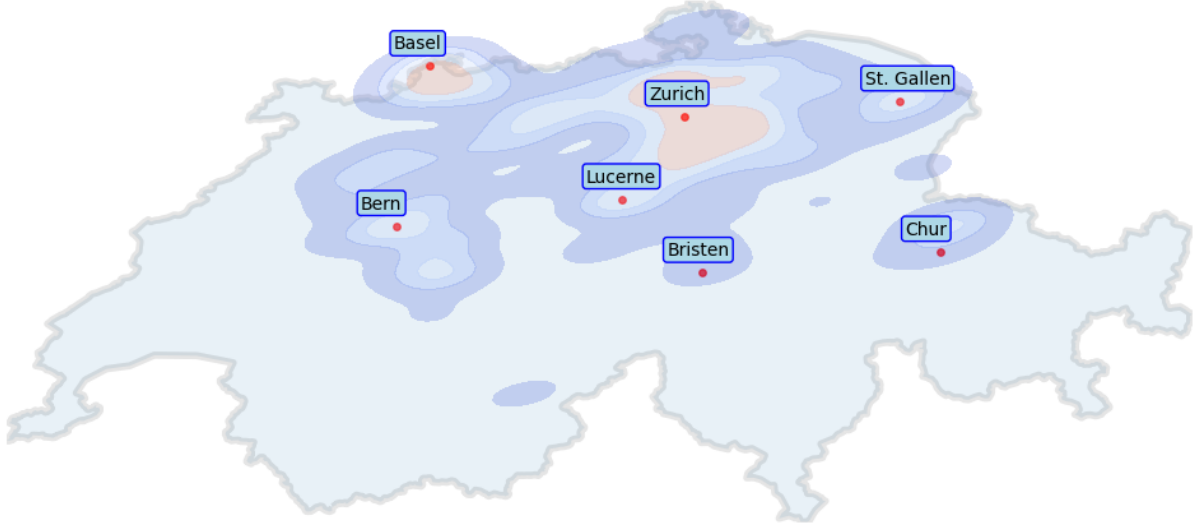 Basel
St. Gallen
Zurich
Lucerne
Bern
Chur
Bristen